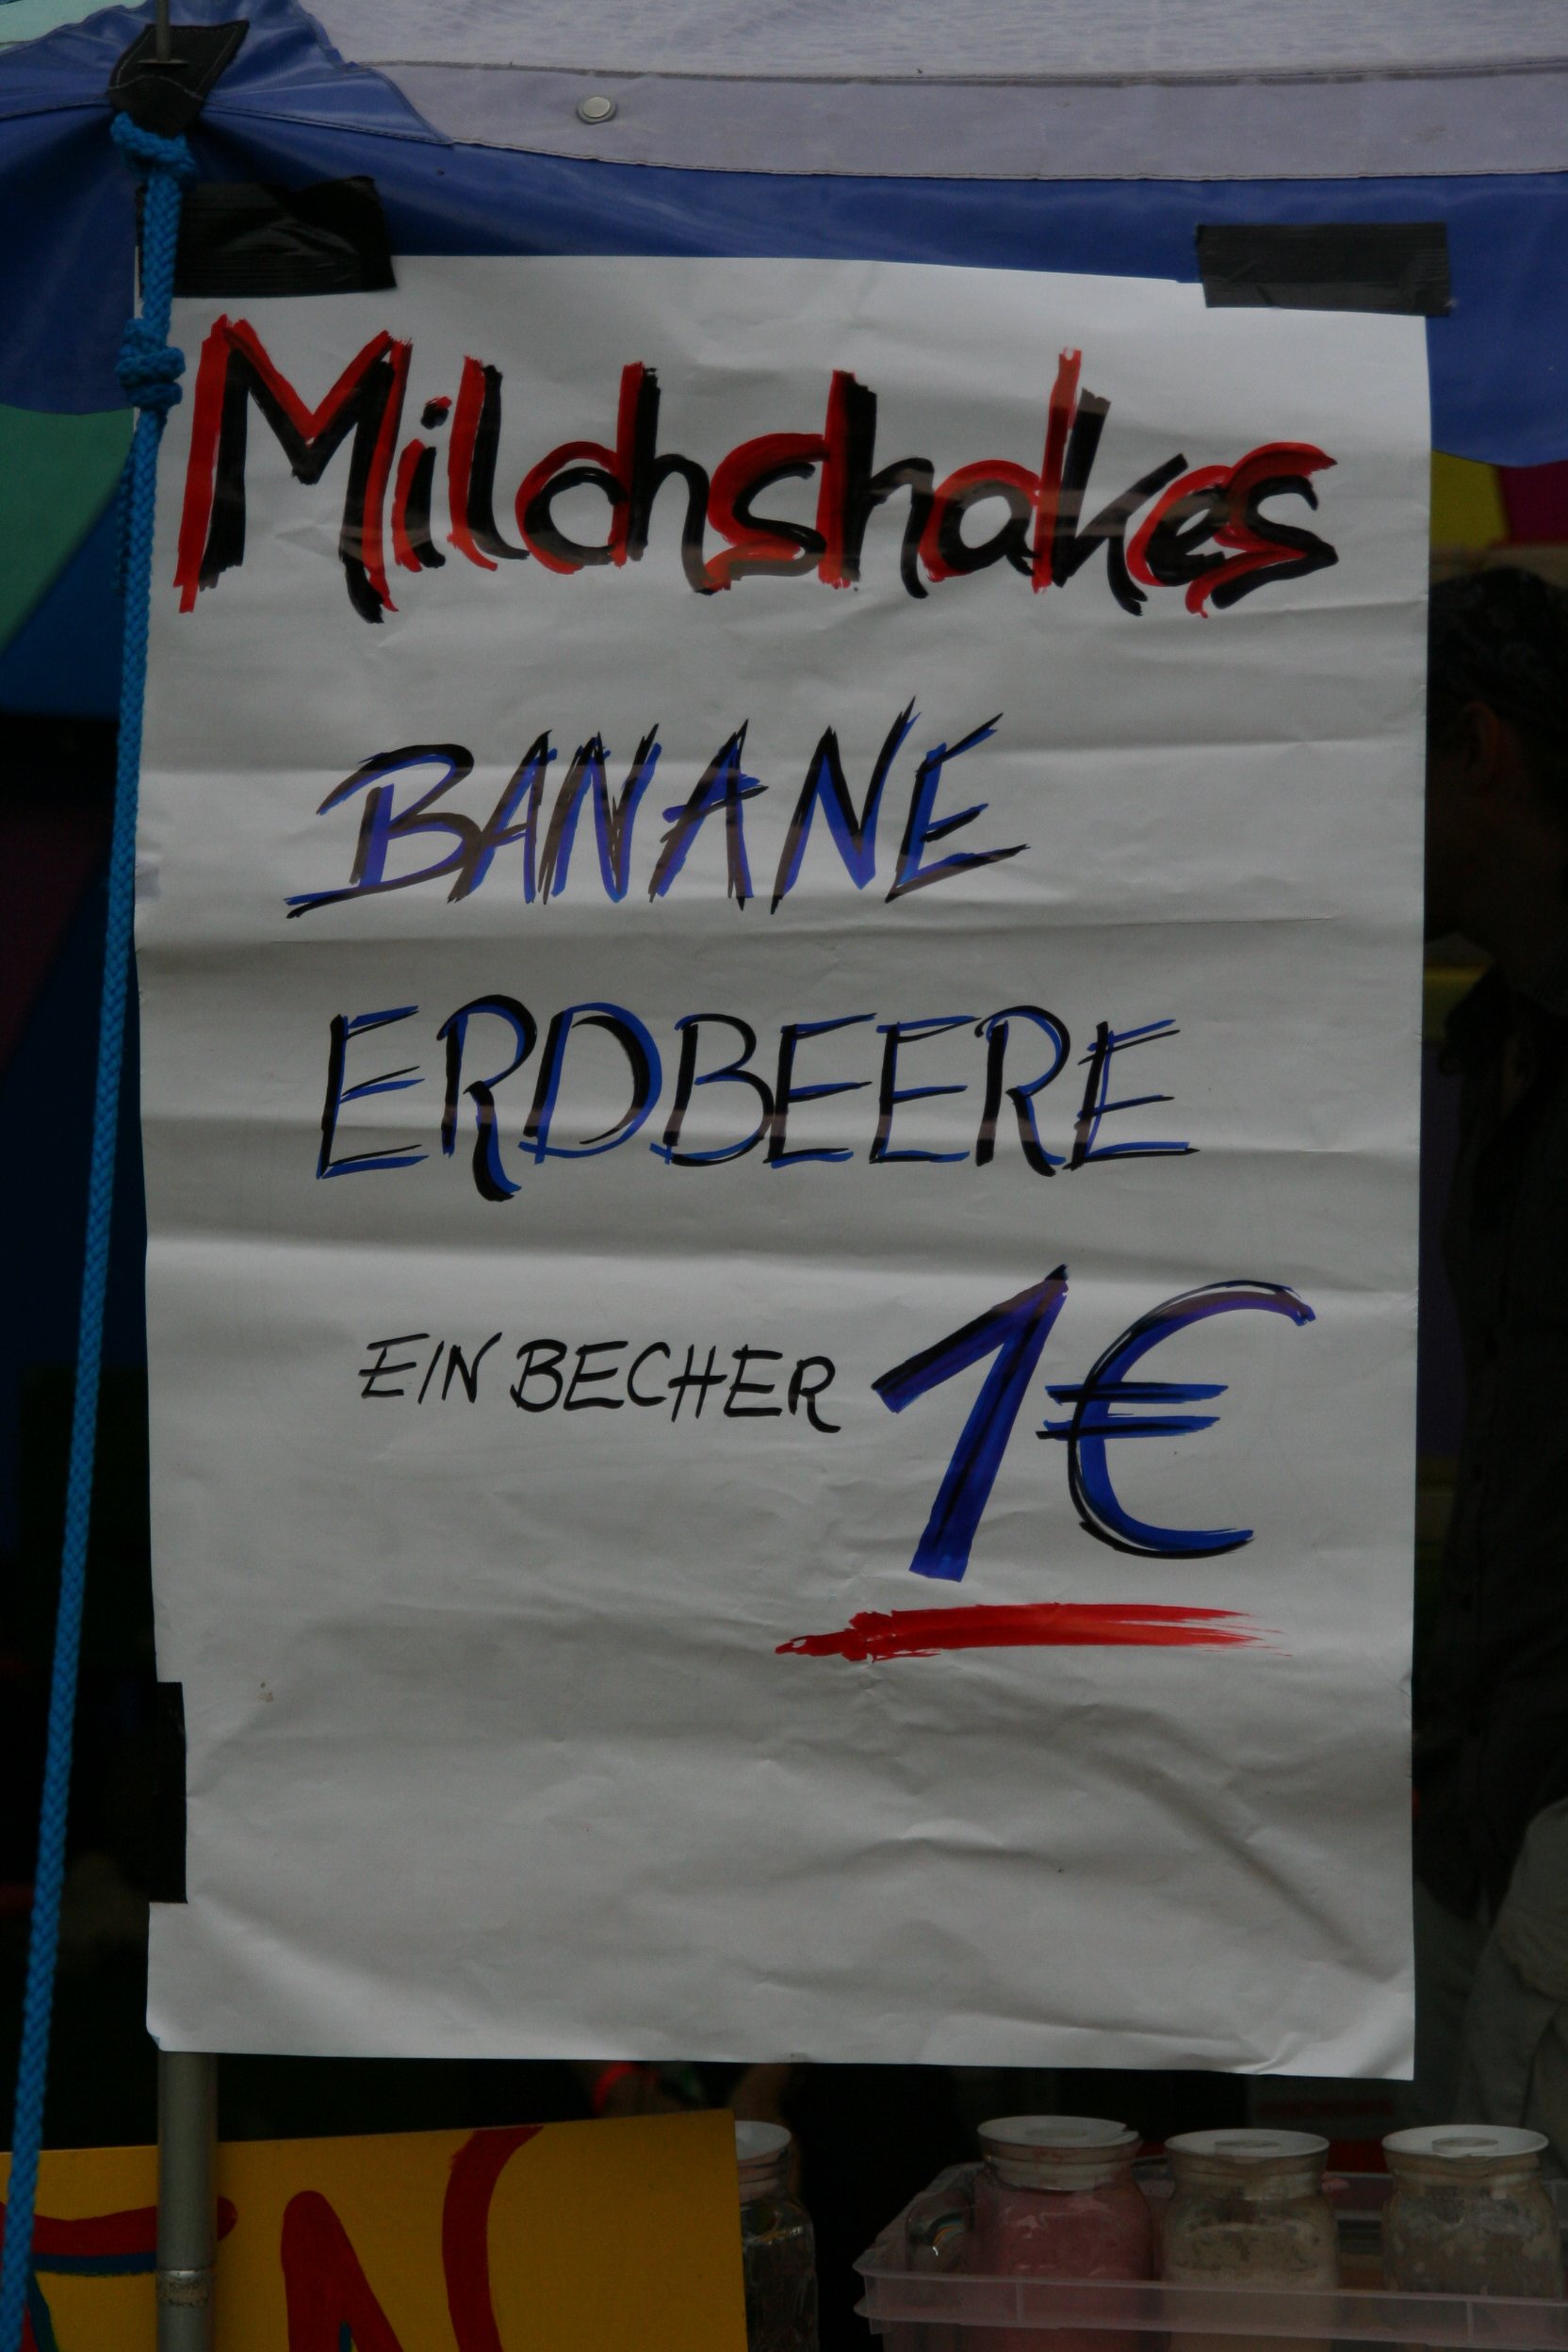 Milchshakes
BANANE
ERDBEERE
EIN BECHER 1€